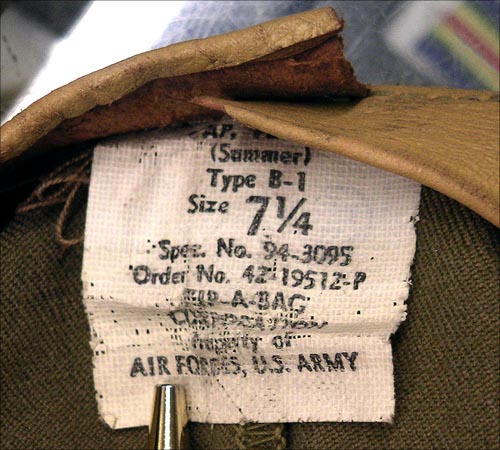 (Summer)
Type B-1
Size 7¼
Spec. No. 94-3095
Order No. 42-19512-P
-A-BAG
Property of
AIR FORCES, U.S. ARMY